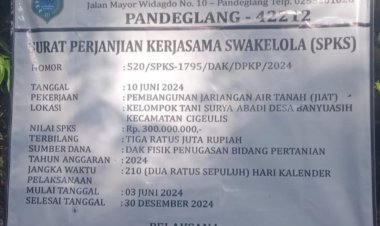 Jalan Mayor Widagdo No. 10 - Pandeglang Telp.
PANDEGLANG - 42212
SURAT PERJANJIAN KERJASAMA SWAKELOLA (SPKS)
NOMOR :520/SPKS-1795/DAK/DPKP/2024
TANGGAL : 10 JUNI 2024
PEKERJAAN : PEMBANGUNAN JARIANGAN AIR TANAH (JIAT)
LOKASI : KELOMPOK TANI SURYA ABADI DESA BANYUASIH
KECAMATAN CIGEULIS
NILAI SPKS : Rp. 300.000.000,-
TERBILANG : TIGA RATUS JUTA RUPIAH
SUMBER DANA : DAK FISIK PENUGASAN BIDANG PERTANIAN
TAHUN ANGGARAN : 2024
JANGKA WAKTU : 210 (DUA RATUS SEPULUH) HARI KALENDER
PELAKSANAAN
MULAI TANGGAL : 03 JUNI 2024
SELESAI TANGGAL : 30 DESEMBER 2024